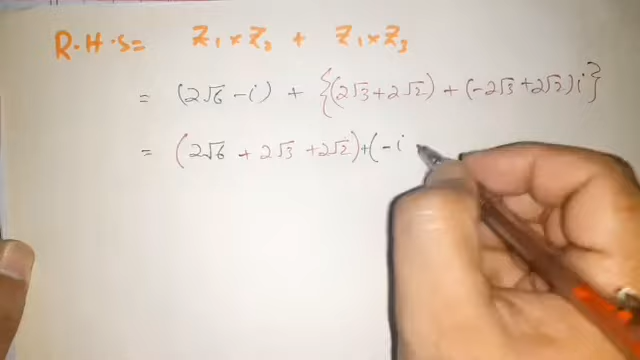 R.H.S= Z₁×Z₂ + Z₁×Z₃
= (2√6 -i) + {(2√3+2√2) + (-2√3+2√2)i}
= (2√6 + 2√3 +2√2)+(-i